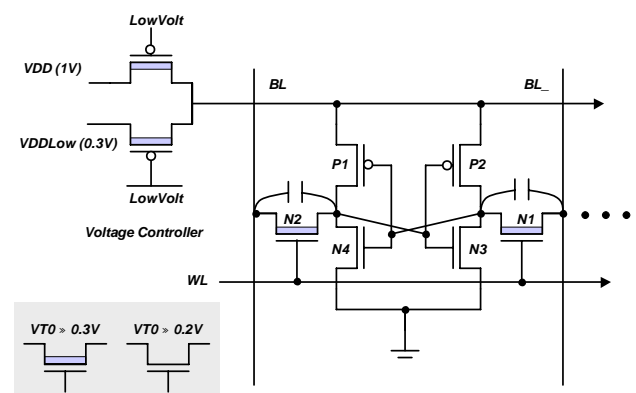 LowVolt
VDD (1V)
BL
BL_
VDDLow (0.3V)
P1
P2
LowVolt
N2
N1
Voltage Controller
N4
N3
WL
VT0 » 0.3V
VT0 » 0.2V